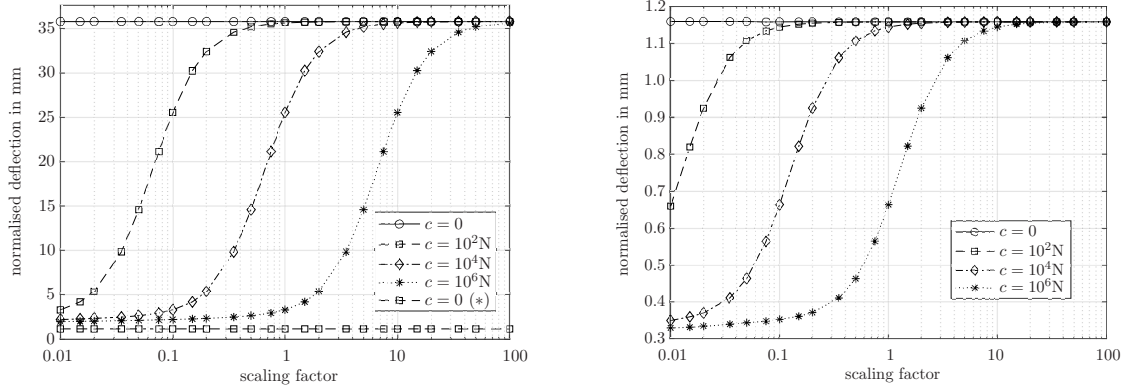 normalised deflection in mm
35
30
25
20
15
10
5
0
0.01 0.1 1 10 100
scaling factor
c = 0
c = 10²N
c = 10⁴N
c = 10⁶N
c = 0 (∗)
normalised deflection in mm
1.2
1.1
1.0
0.9
0.8
0.7
0.6
0.5
0.4
0.3
0.01 0.1 1 10 100
scaling factor
c = 0
c = 10²N
c = 10⁴N
c = 10⁶N